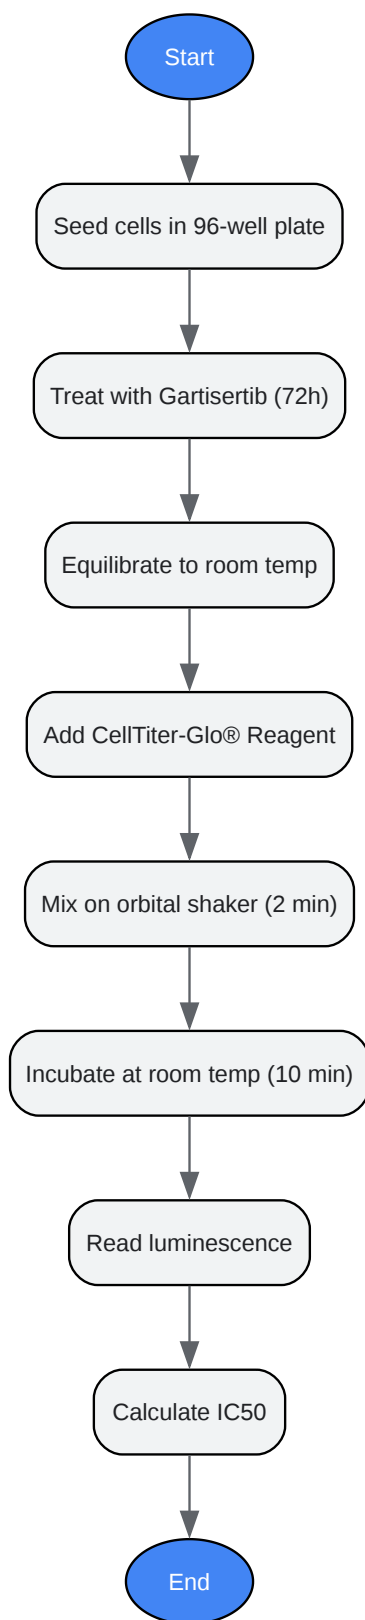 Start
Seed cells in 96-well plate
Treat with Gartisertib (72h)
Equilibrate to room temp
Add CellTiter-Glo® Reagent
Mix on orbital shaker (2 min)
Incubate at room temp (10 min)
Read luminescence
Calculate IC50
End